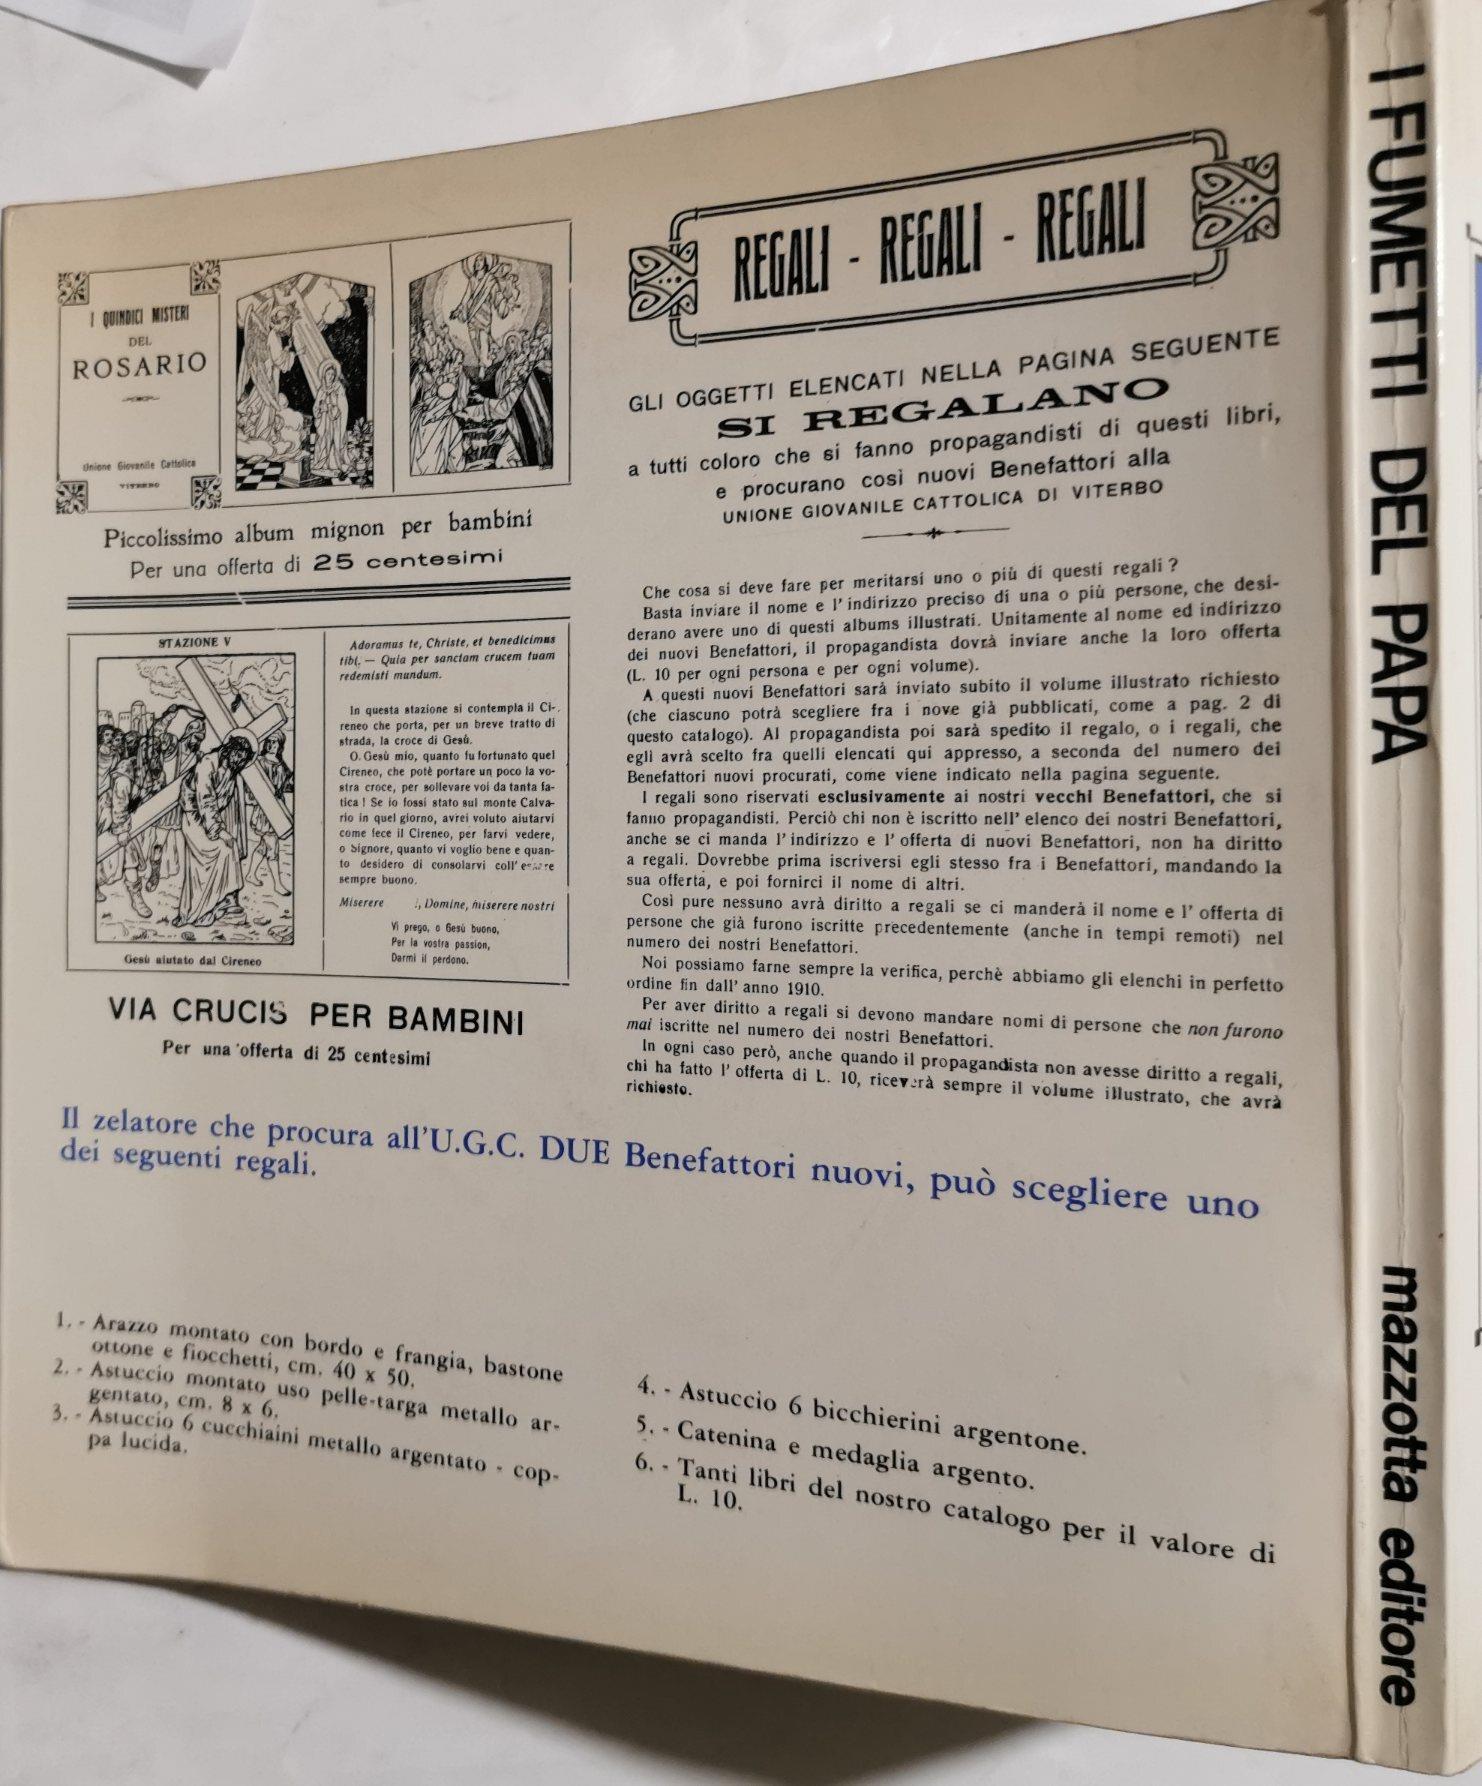 I QUINDICI MISTERI
DEL
ROSARIO
Unione Giovanile Cattolica
VITERBO
Piccolissimo album mignon per bambini
Per una offerta di 25 centesimi
STAZIONE V
Gesù aiutato dal Cireneo
Adoramus te, Christe, et benedicimus
tibi. — Quia per sanctam crucem tuam
redemisti mundum.
In questa stazione si contempla il Ci-
reneo che porta, per un breve tratto di
strada, la croce di Gesù.
O. Gesù mio, quanto fu fortunato quel
Cireneo, che potè portare un poco la vo-
stra croce, per sollevare voi da tanta fa-
tica ! Se io fossi stato sul monte Calva-
rio in quel giorno, avrei voluto aiutarvi
come fece il Cireneo, per farvi vedere,
o Signore, quanto vi voglio bene e quan-
to desidero di consolarvi coll' essere
sempre buono.
Miserere , Domine, miserere nostri
Vi prego, o Gesù buono,
Per la vostra passion,
Darmi il perdono.
VIA CRUCIS PER BAMBINI
Per una offerta di 25 centesimi
REGALI - REGALI - REGALI
GLI OGGETTI ELENCATI NELLA PAGINA SEGUENTE
SI REGALANO
a tutti coloro che si fanno propagandisti di questi libri,
e procurano così nuovi Benefattori alla
UNIONE GIOVANILE CATTOLICA DI VITERBO
Che cosa si deve fare per meritarsi uno o più di questi regali ?
Basta inviare il nome e l' indirizzo preciso di una o più persone, che desi-
derano avere uno di questi albums illustrati. Unitamente al nome ed indirizzo
dei nuovi Benefattori, il propagandista dovrà inviare anche la loro offerta
(L. 10 per ogni persona e per ogni volume).
A questi nuovi Benefattori sarà inviato subito il volume illustrato richiesto
(che ciascuno potrà scegliere fra i nove già pubblicati, come a pag. 2 di
questo catalogo). Al propagandista poi sarà spedito il regalo, o i regali, che
egli avrà scelto fra quelli elencati qui appresso, a seconda del numero dei
Benefattori nuovi procurati, come viene indicato nella pagina seguente.
I regali sono riservati esclusivamente ai nostri vecchi Benefattori, che si
fanno propagandisti. Perciò chi non è iscritto nell' elenco dei nostri Benefattori,
anche se ci manda l' indirizzo e l' offerta di nuovi Benefattori, non ha diritto
a regali. Dovrebbe prima iscriversi egli stesso fra i Benefattori, mandando la
sua offerta, e poi fornirci il nome di altri.
Così pure nessuno avrà diritto a regali se ci manderà il nome e l' offerta di
persone che già furono iscritte precedentemente (anche in tempi remoti) nel
numero dei nostri Benefattori.
Noi possiamo farne sempre la verifica, perchè abbiamo gli elenchi in perfetto
ordine fin dall' anno 1910.
Per aver diritto a regali si devono mandare nomi di persone che non furono
mai iscritte nel numero dei nostri Benefattori.
In ogni caso però, anche quando il propagandista non avesse diritto a regali,
chi ha fatto l' offerta di L. 10, riceverà sempre il volume illustrato, che avrà
richiesto.
Il zelatore che procura all'U.G.C. DUE Benefattori nuovi, può scegliere uno
dei seguenti regali.
1. - Arazzo montato con bordo e frangia, bastone
ottone e fiocchetti, cm. 40 x 50.
2. - Astuccio montato uso pelle-targa metallo ar-
gentato, cm. 8 x 6.
3. - Astuccio 6 cucchiaini metallo argentato - cop-
pa lucida.
4. - Astuccio 6 bicchierini argentone.
5. - Catenina e medaglia argento.
6. - Tanti libri del nostro catalogo per il valore di
L. 10.
I FUMETTI DEL PAPA
mazzotta editore